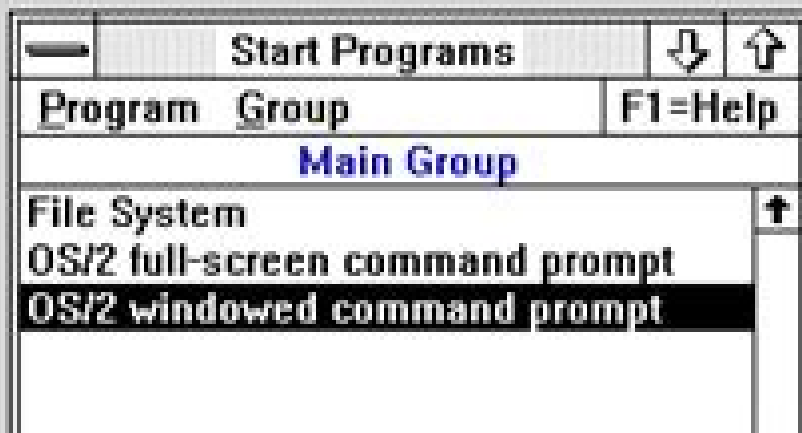 Start Programs
Program Group F1=Help
Main Group
File System
OS/2 full-screen command prompt
OS/2 windowed command prompt